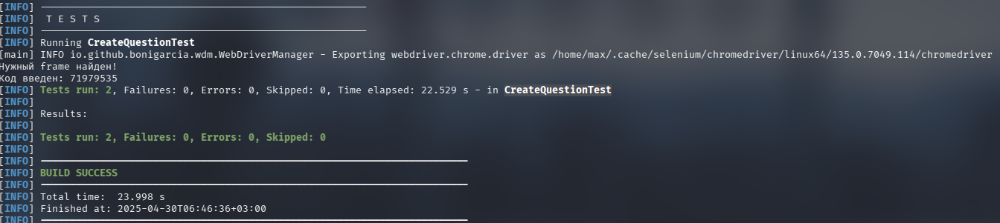 [INFO] -------------------------------------------------------
[INFO]  T E S T S
[INFO] -------------------------------------------------------
[INFO] Running CreateQuestionTest
[main] INFO io.github.bonigarcia.wdm.WebDriverManager - Exporting webdriver.chrome.driver as /home/max/.cache/selenium/chromedriver/linux64/135.0.7049.114/chromedriver
Нужный frame найден!
Код введен: 71979535
[INFO] Tests run: 2, Failures: 0, Errors: 0, Skipped: 0, Time elapsed: 22.529 s - in CreateQuestionTest
[INFO]
[INFO] Results:
[INFO]
[INFO] Tests run: 2, Failures: 0, Errors: 0, Skipped: 0
[INFO]
[INFO] ------------------------------------------------------------------------
[INFO] BUILD SUCCESS
[INFO] ------------------------------------------------------------------------
[INFO] Total time:  23.998 s
[INFO] Finished at: 2025-04-30T06:46:36+03:00
[INFO] ------------------------------------------------------------------------